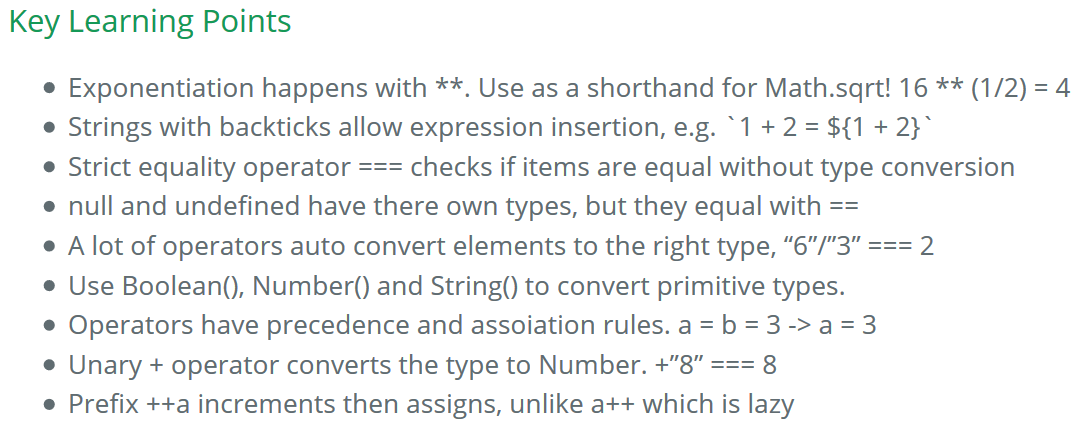 Key Learning Points
• Exponentiation happens with **. Use as a shorthand for Math.sqrt! 16 ** (1/2) = 4
• Strings with backticks allow expression insertion, e.g. `1 + 2 = ${1 + 2}`
• Strict equality operator === checks if items are equal without type conversion
• null and undefined have there own types, but they equal with ==
• A lot of operators auto convert elements to the right type, “6”/”3” === 2
• Use Boolean(), Number() and String() to convert primitive types.
• Operators have precedence and assoiation rules. a = b = 3 -> a = 3
• Unary + operator converts the type to Number. +”8” === 8
• Prefix ++a increments then assigns, unlike a++ which is lazy